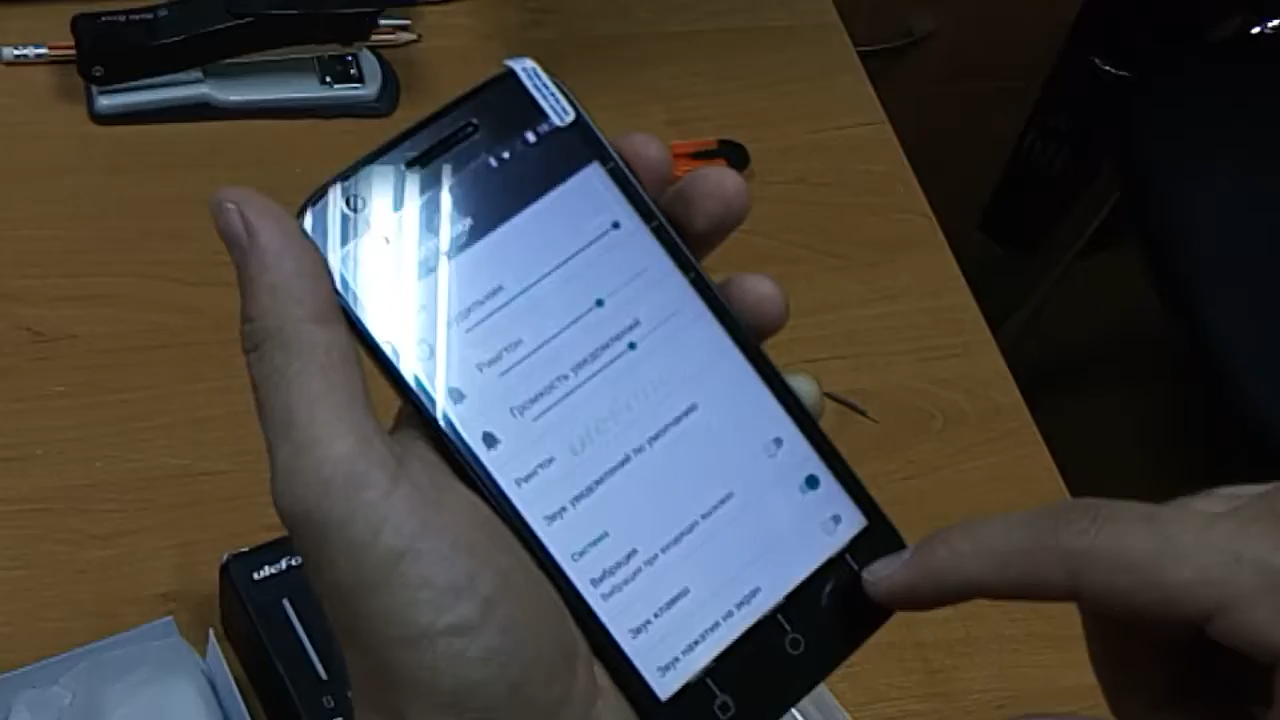 Рингтон
Громкость уведомлений
ulefone
Рингтон
Звук уведомлений по умолчанию
Система
Вибрация
Вибрация при входящих вызовах
Звук клавиш
Звук нажатия на экран
ulefo